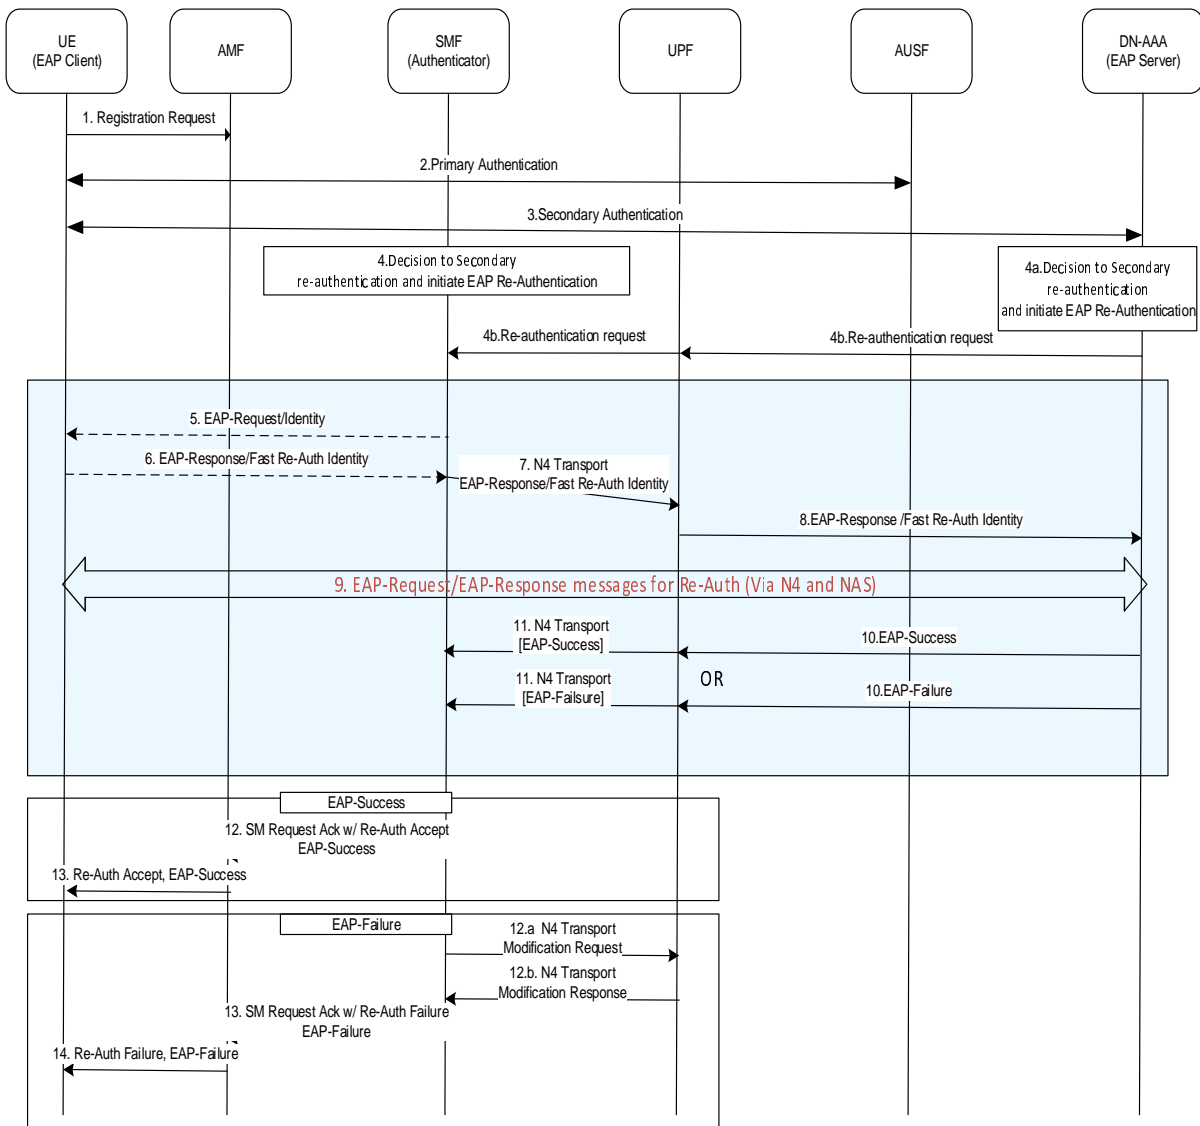 UE
(EAP Client)
AMF
SMF
(Authenticator)
UPF
AUSF
DN-AAA
(EAP Server)
1. Registration Request
2.Primary Authentication
3.Secondary Authentication
4.Decision to Secondary
re-authentication and initiate EAP Re-Authentication
4a.Decision to Secondary
re-authentication
and initiate EAP Re-Authentication
4b.Re-authentication request
4b.Re-authentication request
5. EAP-Request/Identity
6. EAP-Response/Fast Re-Auth Identity
7. N4 Transport
EAP-Response/Fast Re-Auth Identity
8.EAP-Response /Fast Re-Auth Identity
9. EAP-Request/EAP-Response messages for Re-Auth (Via N4 and NAS)
11. N4 Transport
[EAP-Success]
10.EAP-Success
OR
11. N4 Transport
[EAP-Failsure]
10.EAP-Failure
EAP-Success
12. SM Request Ack w/ Re-Auth Accept
EAP-Success
13. Re-Auth Accept, EAP-Success
EAP-Failure
12.a N4 Transport
Modification Request
12.b. N4 Transport
Modification Response
13. SM Request Ack w/ Re-Auth Failure
EAP-Failure
14. Re-Auth Failure, EAP-Failure